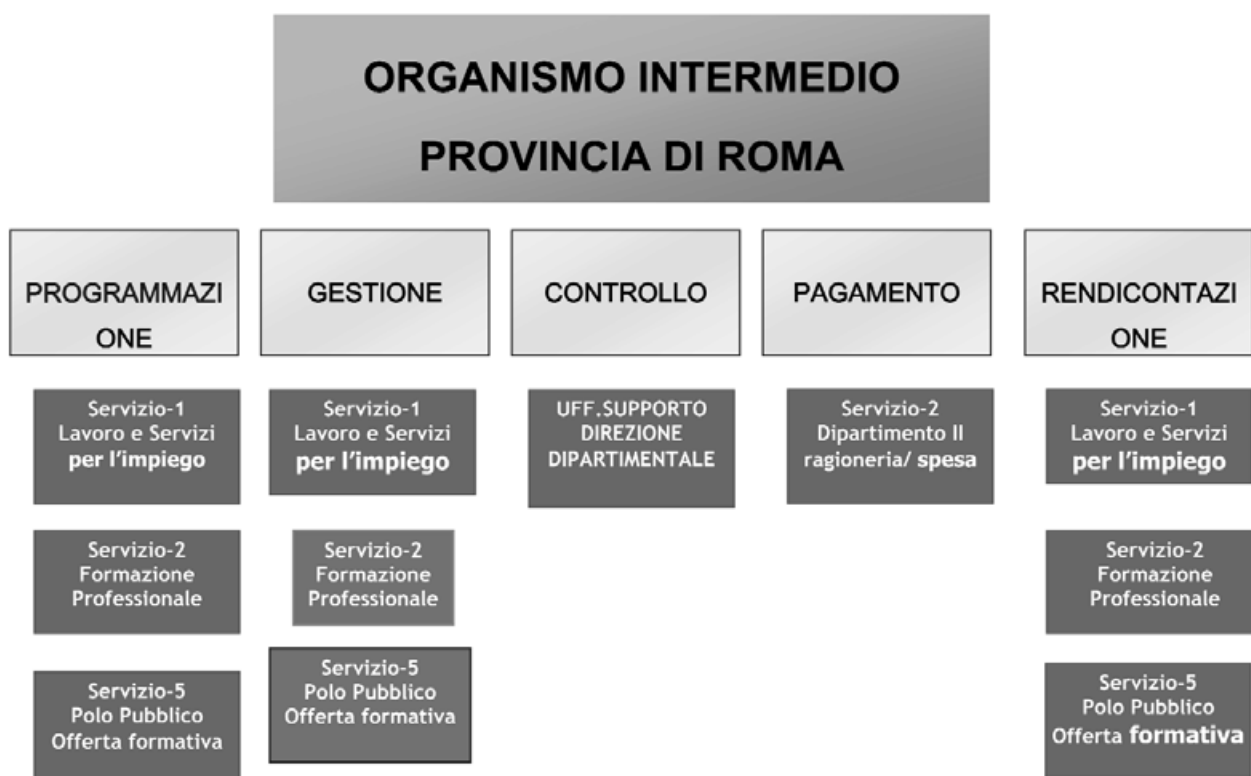 ORGANISMO INTERMEDIO
PROVINCIA DI ROMA
PROGRAMMAZI
ONE
GESTIONE
CONTROLLO
PAGAMENTO
RENDICONTAZI
ONE
Servizio-1
Lavoro e Servizi
per l'impiego
Servizio-2
Formazione
Professionale
Servizio-5
Polo Pubblico
Offerta formativa
Servizio-1
Lavoro e Servizi
per l'impiego
Servizio-2
Formazione
Professionale
Servizio-5
Polo Pubblico
Offerta formativa
UFF.SUPPORTO
DIREZIONE
DIPARTIMENTALE
Servizio-2
Dipartimento II
ragioneria/ spesa
Servizio-1
Lavoro e Servizi
per l'impiego
Servizio-2
Formazione
Professionale
Servizio-5
Polo Pubblico
Offerta formativa